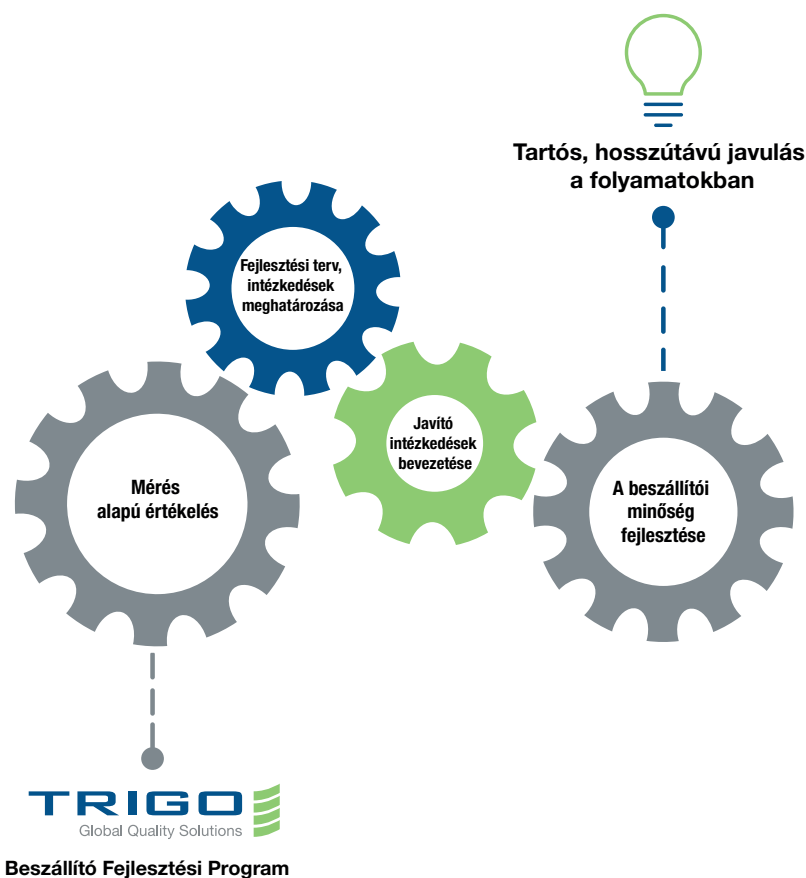 Tartós, hosszútávú javulás
a folyamatokban
Fejlesztési terv,
intézkedések
meghatározása
Javító
intézkedések
bevezetése
Mérés
alapú értékelés
A beszállítói
minőség
fejlesztése
TRIGO
Global Quality Solutions
Beszállító Fejlesztési Program